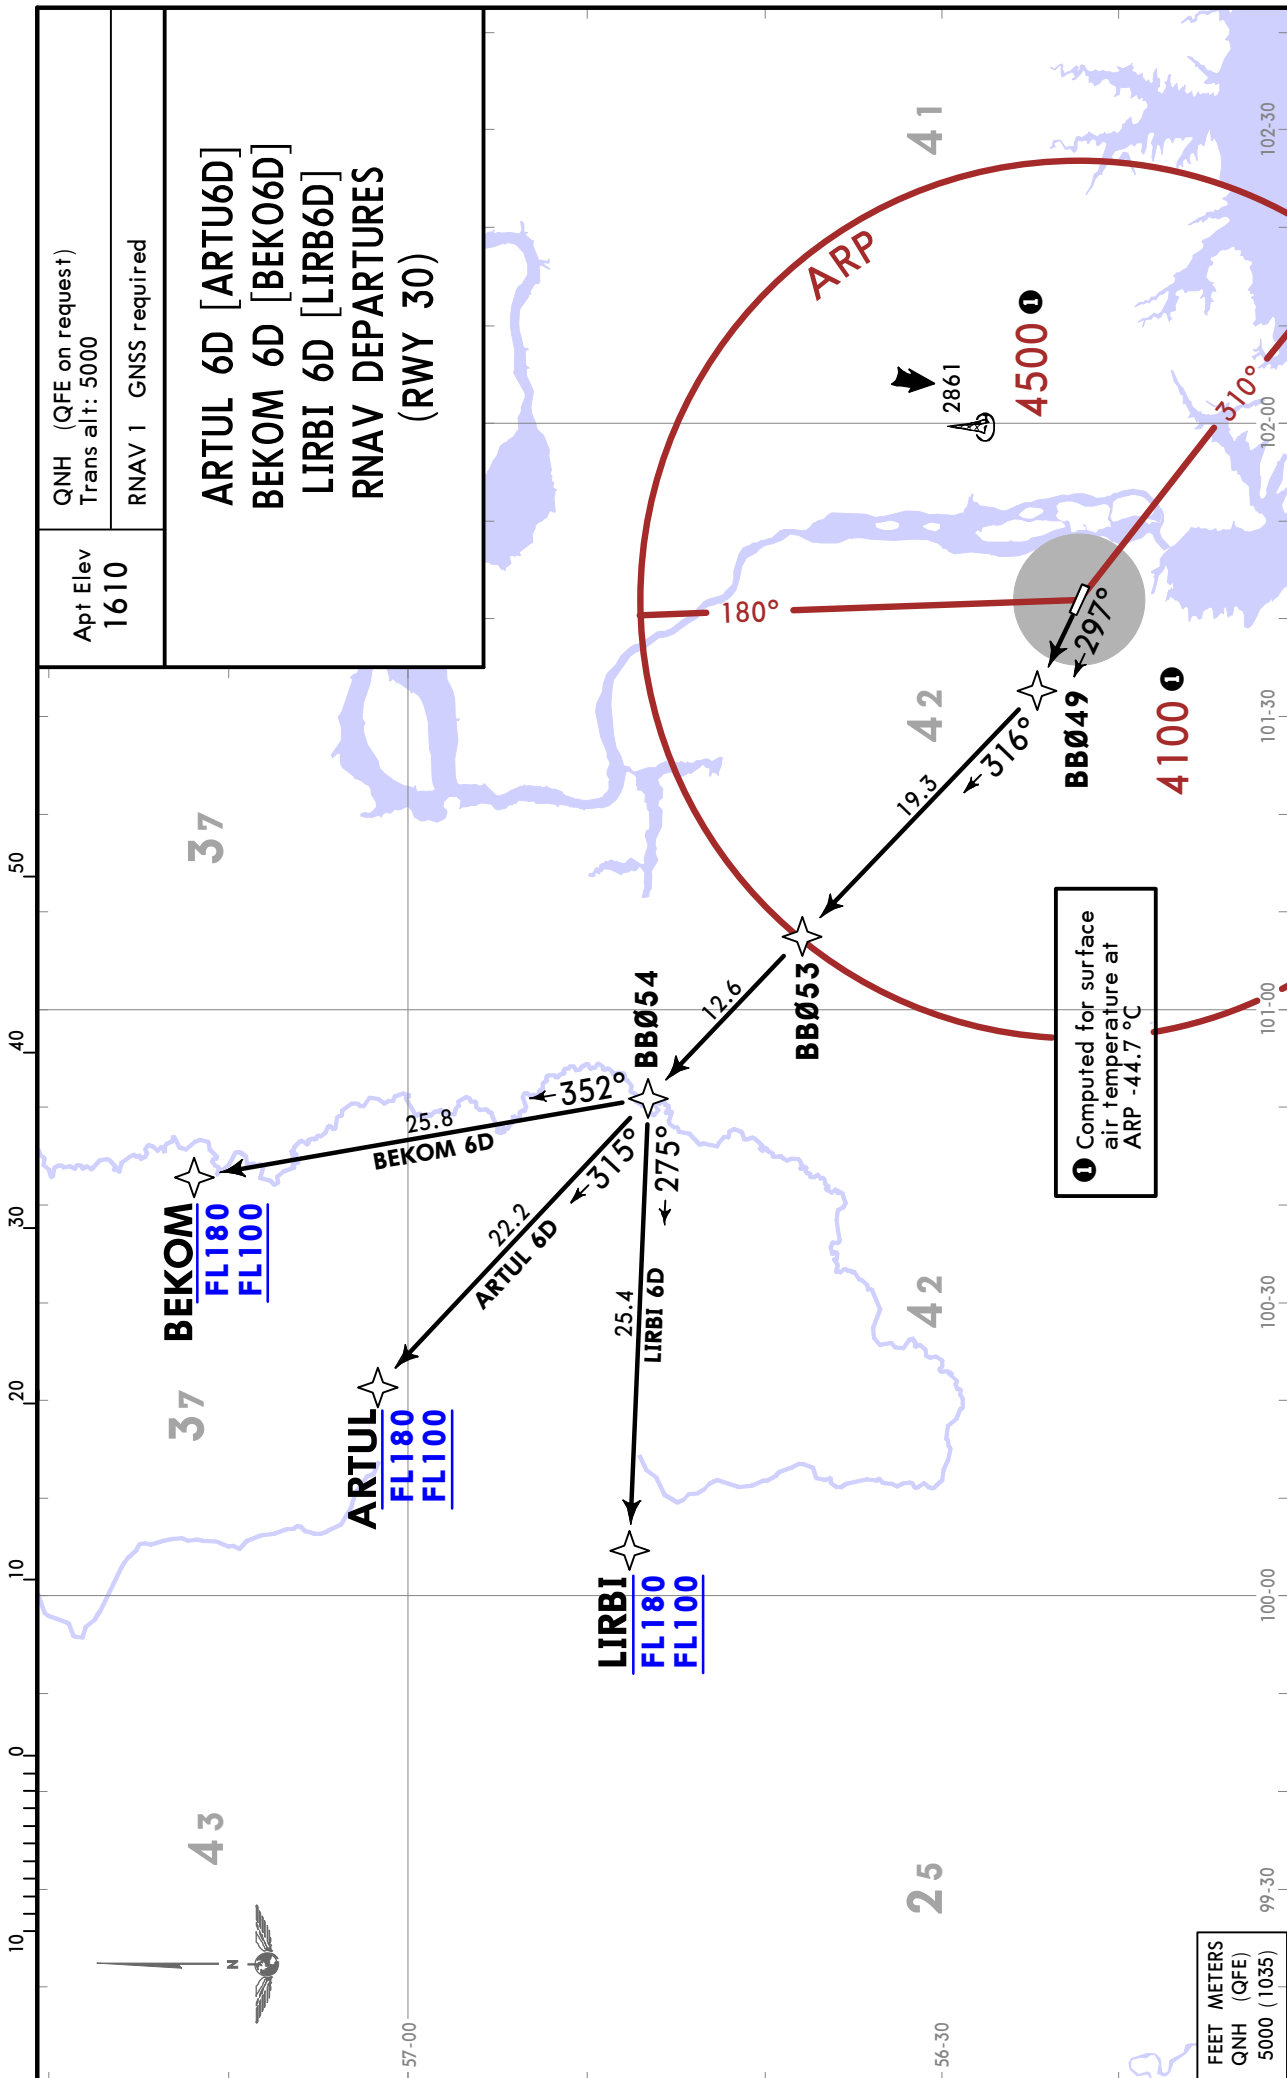 Apt Elev
1610
QNH (QFE on request)
Trans alt: 5000
RNAV 1 GNSS required
ARTUL 6D [ARTU6D]
BEKOM 6D [BEKO6D]
LIRBI 6D [LIRB6D]
RNAV DEPARTURES
(RWY 30)
10 0 10 20 30 40 50
43
37
37
BEKOM
FL180
FL100
25.8
BEKOM 6D
352°
ARTUL
FL180
FL100
22.2
ARTUL 6D
315°
LIRBI
FL180
FL100
25.4
LIRBI 6D
275°
BBØ54
12.6
BBØ53
19.3
316°
BBØ49
297°
180°
310°
ARP
2861
4500 1
4100 1
25
42
42
41
1 Computed for surface
air temperature at
ARP -44.7 °C
N
57-00
56-30
99-30
100-00
100-30
101-00
101-30
102-00
102-30
FEET METERS
QNH (QFE)
5000 (1035)